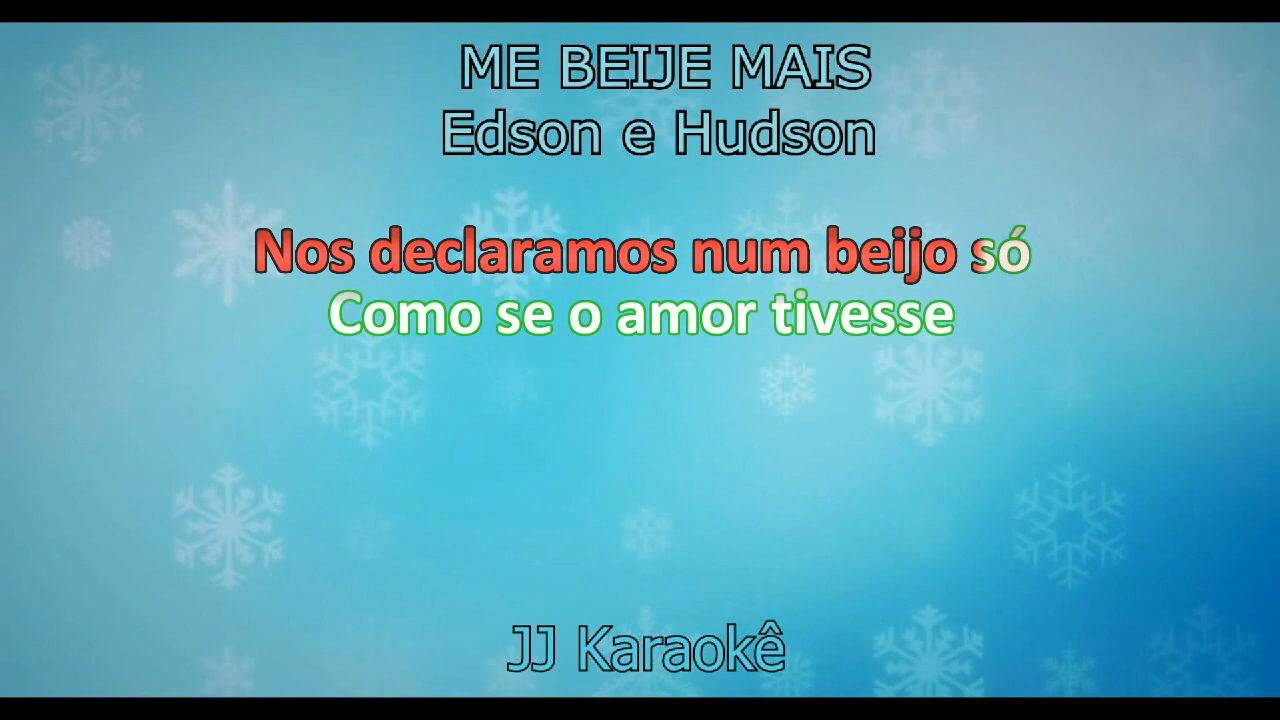 ME BEIJE MAIS
Edson e Hudson
Nos declaramos num beijo só
Como se o amor tivesse
JJ Karaokê